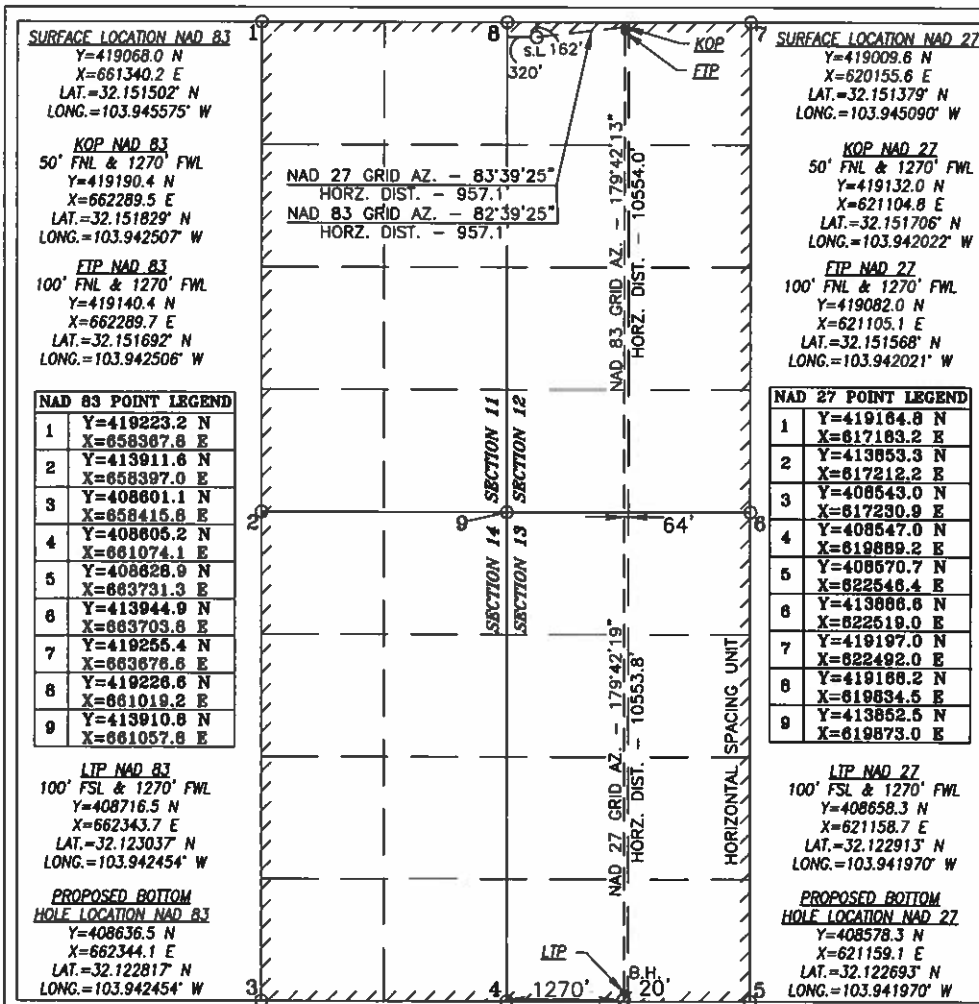 SURFACE LOCATION NAD 83
Y=419068.0 N
X=661340.2 E
LAT.=32.151502° N
LONG.=103.945575° W
KOP NAD 83
50' FNL & 1270' FWL
Y=419190.4 N
X=662289.5 E
LAT.=32.151829° N
LONG.=103.942507° W
FTP NAD 83
100' FNL & 1270' FWL
Y=419140.4 N
X=662289.7 E
LAT.=32.151692° N
LONG.=103.942506° W
NAD 83 POINT LEGEND
1 Y=419223.2 N
X=658367.8 E
2 Y=413911.6 N
X=658397.0 E
3 Y=408601.1 N
X=658415.6 E
4 Y=408605.2 N
X=661074.1 E
5 Y=408628.9 N
X=663731.3 E
6 Y=413944.9 N
X=663703.8 E
7 Y=419255.4 N
X=663676.6 E
8 Y=419226.6 N
X=661019.2 E
9 Y=413910.8 N
X=661057.8 E
LTP NAD 83
100' FSL & 1270' FWL
Y=408716.5 N
X=662343.7 E
LAT.=32.123037° N
LONG.=103.942454° W
PROPOSED BOTTOM
HOLE LOCATION NAD 83
Y=408636.5 N
X=662344.1 E
LAT.=32.122817° N
LONG.=103.942454° W
1
8
7
S.L.
162'
320'
KOP
FTP
NAD 27 GRID AZ. - 83°39'25"
HORZ. DIST. - 957.1'
NAD 83 GRID AZ. - 82°39'25"
HORZ. DIST. - 957.1'
NAD 83 GRID AZ. - 179°42'13"
HORZ. DIST. - 10554.0'
SECTION 11
SECTION 12
2
9
64'
6
SECTION 14
SECTION 13
NAD 27 GRID AZ. - 179°42'19"
HORZ. DIST. - 10553.8'
HORIZONTAL SPACING UNIT
LTP
B.H.
3
4
1270'
20'
5
SURFACE LOCATION NAD 27
Y=419009.6 N
X=620155.6 E
LAT.=32.151379° N
LONG.=103.945090° W
KOP NAD 27
50' FNL & 1270' FWL
Y=419132.0 N
X=621104.8 E
LAT.=32.151706° N
LONG.=103.942022° W
FTP NAD 27
100' FNL & 1270' FWL
Y=419082.0 N
X=621105.1 E
LAT.=32.151568° N
LONG.=103.942021° W
NAD 27 POINT LEGEND
1 Y=419164.8 N
X=617183.2 E
2 Y=413853.3 N
X=617212.2 E
3 Y=408543.0 N
X=617230.9 E
4 Y=408547.0 N
X=619889.2 E
5 Y=408570.7 N
X=622546.4 E
6 Y=413886.6 N
X=622519.0 E
7 Y=419197.0 N
X=622492.0 E
8 Y=419168.2 N
X=619834.5 E
9 Y=413852.5 N
X=619873.0 E
LTP NAD 27
100' FSL & 1270' FWL
Y=408658.3 N
X=621158.7 E
LAT.=32.122913° N
LONG.=103.941970° W
PROPOSED BOTTOM
HOLE LOCATION NAD 27
Y=408578.3 N
X=621159.1 E
LAT.=32.122693° N
LONG.=103.941970° W